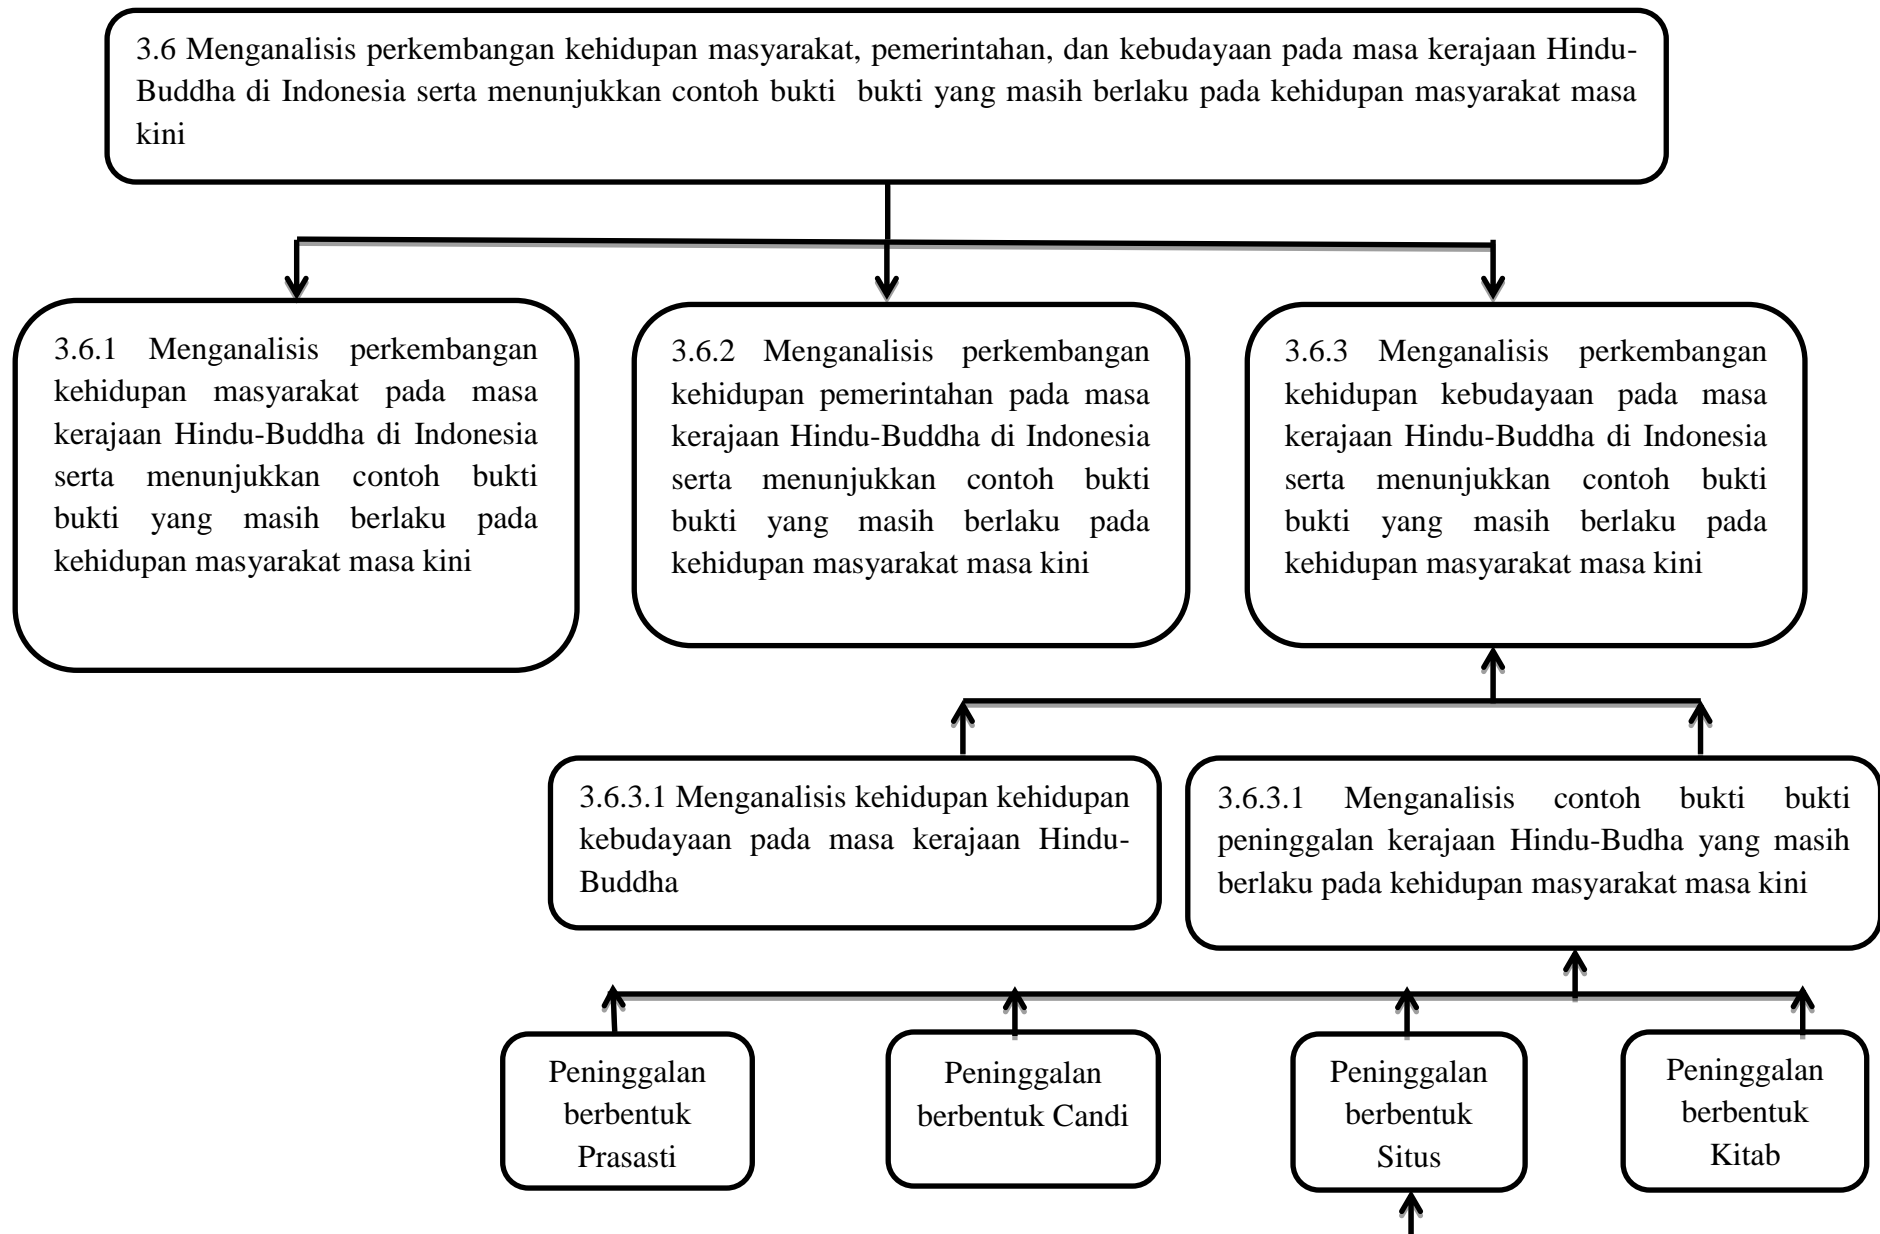 3.6 Menganalisis perkembangan kehidupan masyarakat, pemerintahan, dan kebudayaan pada masa kerajaan Hindu-
Buddha di Indonesia serta menunjukkan contoh bukti bukti yang masih berlaku pada kehidupan masyarakat masa
kini
3.6.1 Menganalisis perkembangan
kehidupan masyarakat pada masa
kerajaan Hindu-Buddha di Indonesia
serta menunjukkan contoh bukti
bukti yang masih berlaku pada
kehidupan masyarakat masa kini
3.6.2 Menganalisis perkembangan
kehidupan pemerintahan pada masa
kerajaan Hindu-Buddha di Indonesia
serta menunjukkan contoh bukti
bukti yang masih berlaku pada
kehidupan masyarakat masa kini
3.6.3 Menganalisis perkembangan
kehidupan kebudayaan pada masa
kerajaan Hindu-Buddha di Indonesia
serta menunjukkan contoh bukti
bukti yang masih berlaku pada
kehidupan masyarakat masa kini
3.6.3.1 Menganalisis kehidupan kehidupan
kebudayaan pada masa kerajaan Hindu-
Buddha
3.6.3.1 Menganalisis contoh bukti bukti
peninggalan kerajaan Hindu-Budha yang masih
berlaku pada kehidupan masyarakat masa kini
Peninggalan
berbentuk
Prasasti
Peninggalan
berbentuk Candi
Peninggalan
berbentuk
Situs
Peninggalan
berbentuk
Kitab